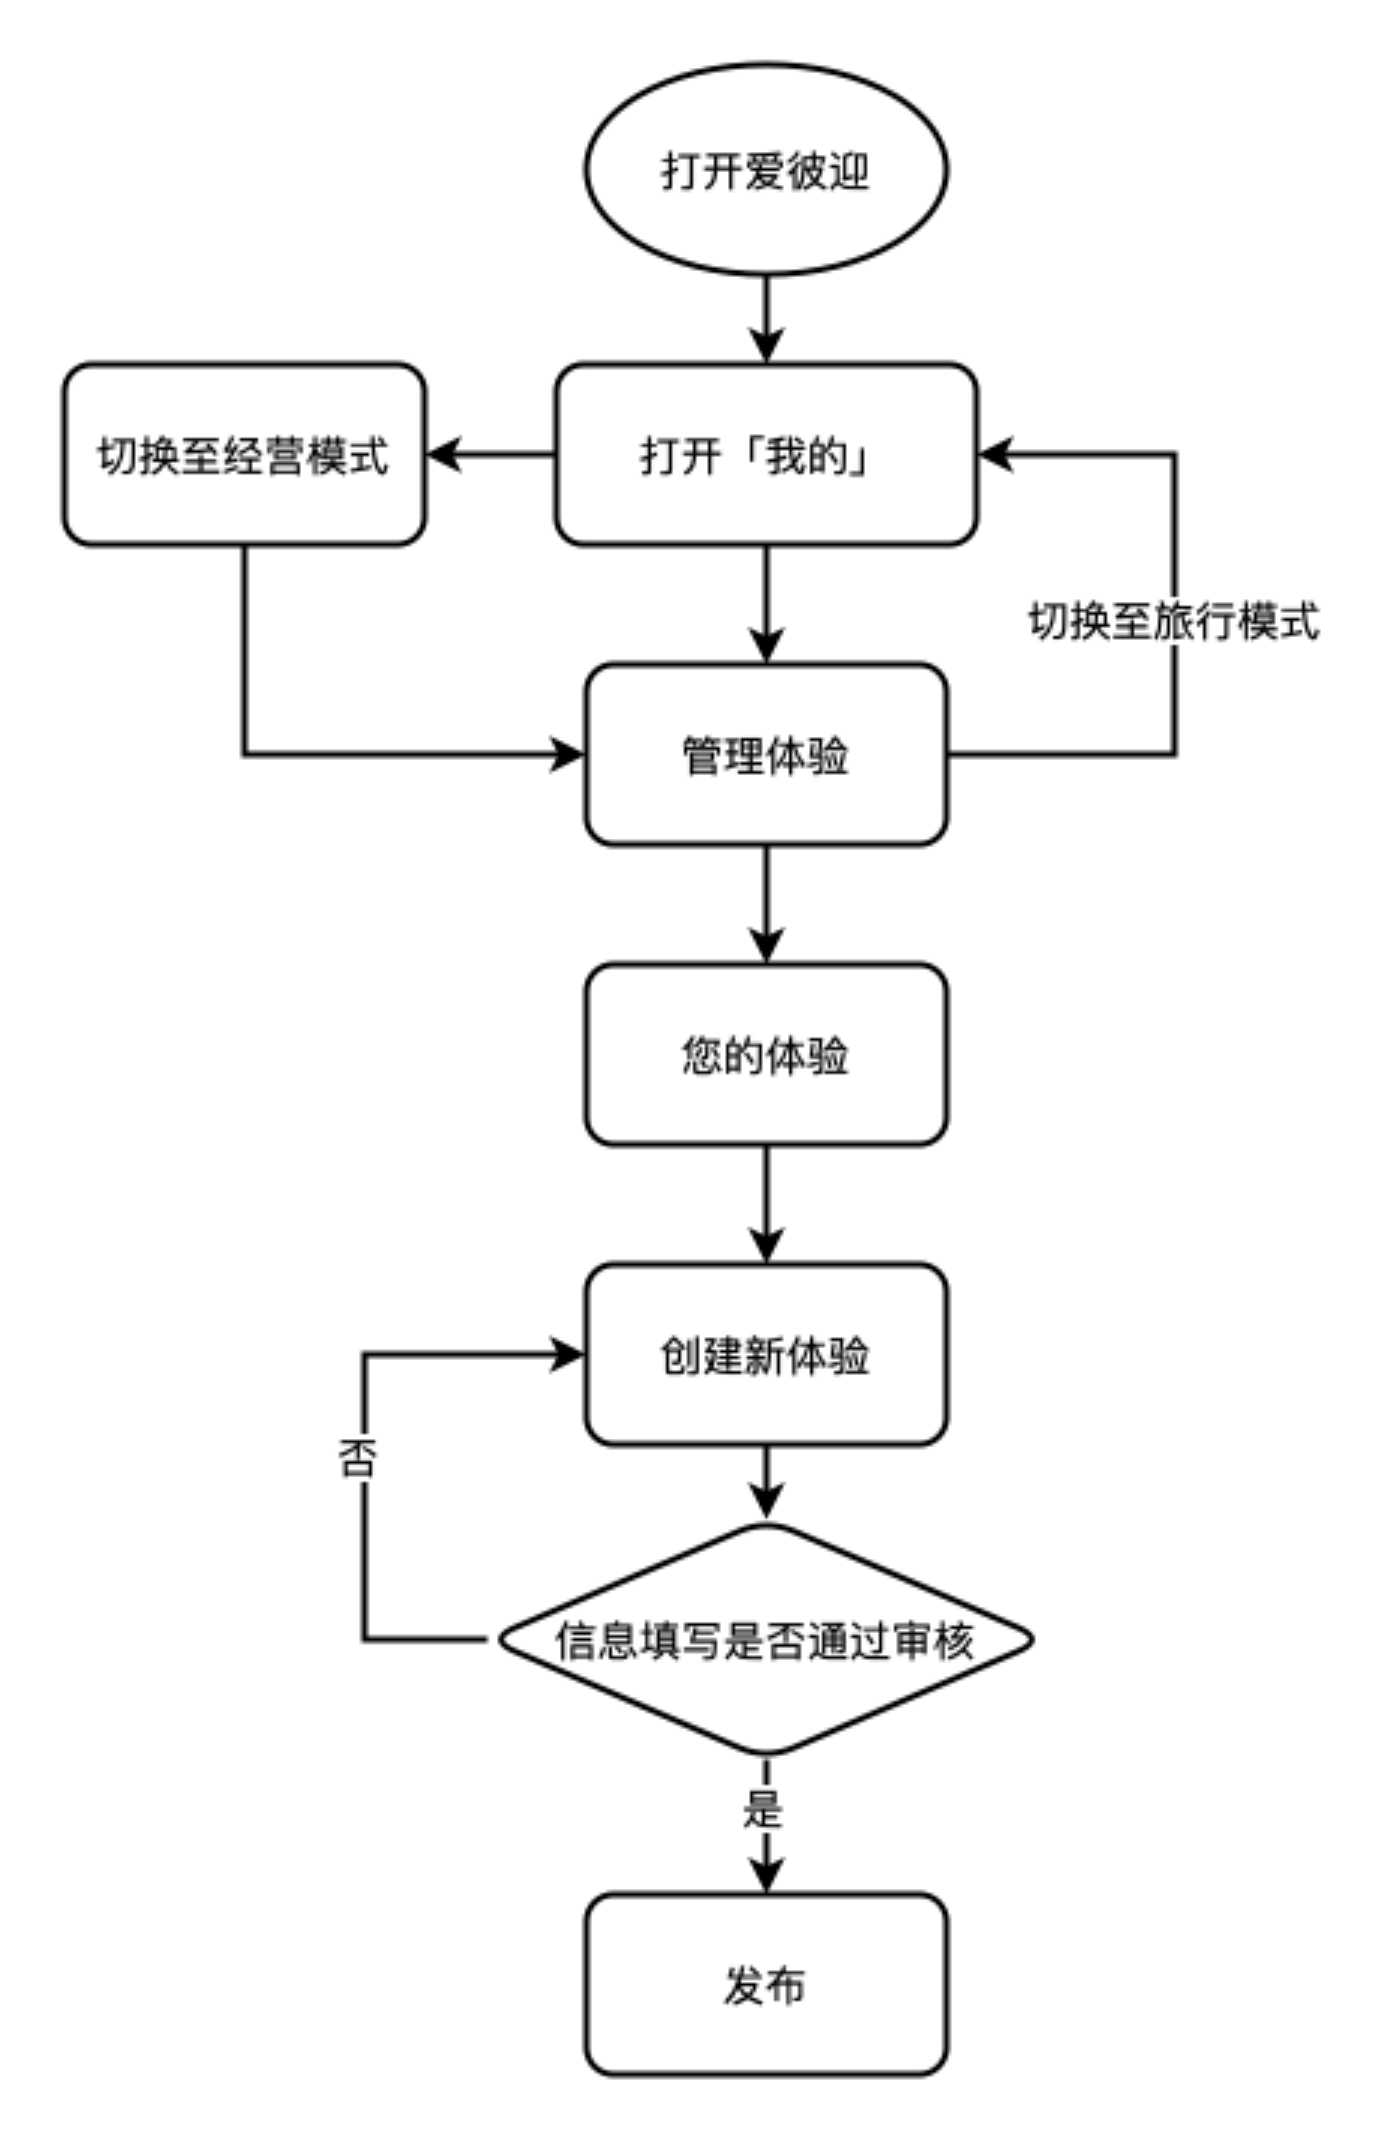 打开爱彼迎
切换至经营模式
打开「我的」
切换至旅行模式
管理体验
您的体验
创建新体验
否
信息填写是否通过审核
是
发布